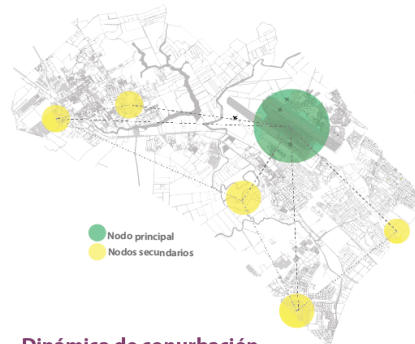 Nodo principal
Nodos secundarios
Dinámica de conurbación